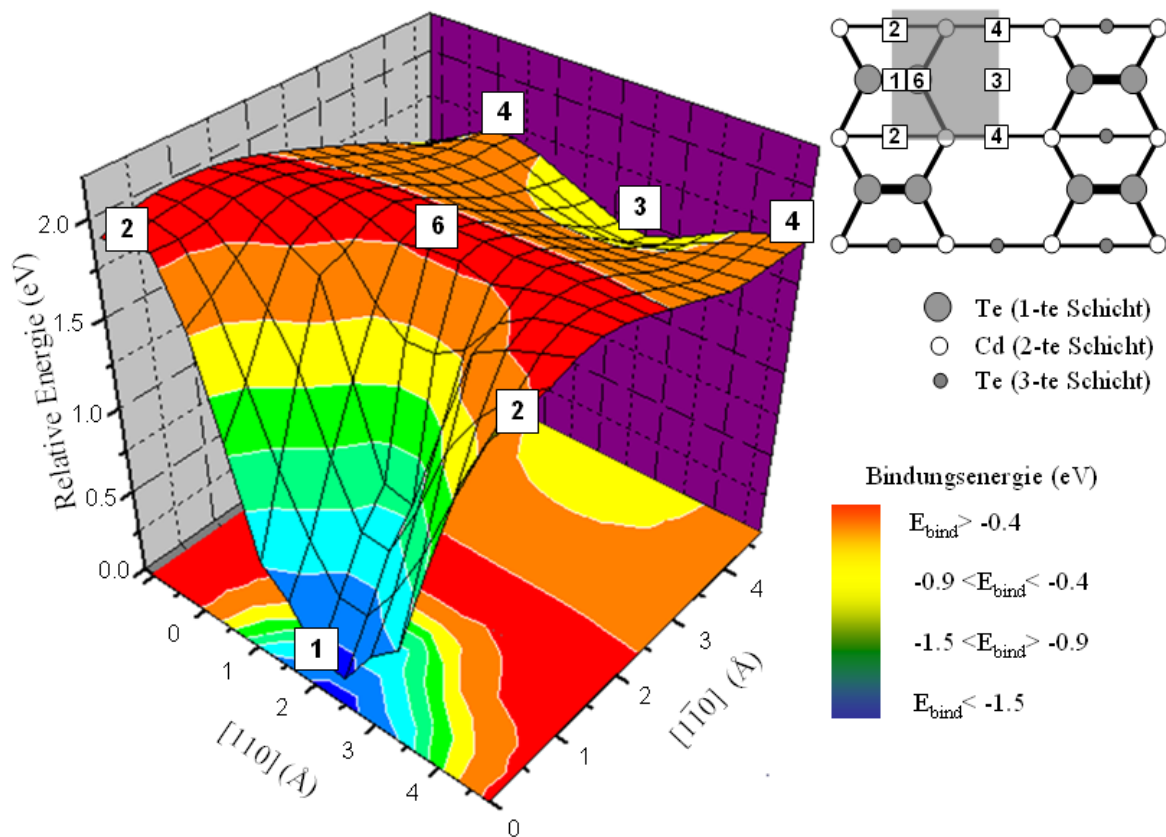 4
3
4
2
6
2
1
2.0
1.5
1.0
0.5
0.0
Relative Energie (eV)
0
1
2
3
4
[110] (Å)
0
1
2
3
4
[11̄0] (Å)
2
4
1
6
3
2
4
Te (1-te Schicht)
Cd (2-te Schicht)
Te (3-te Schicht)
Bindungsenergie (eV)
E_bind> -0.4
-0.9 <E_bind< -0.4
-1.5 <E_bind> -0.9
E_bind< -1.5